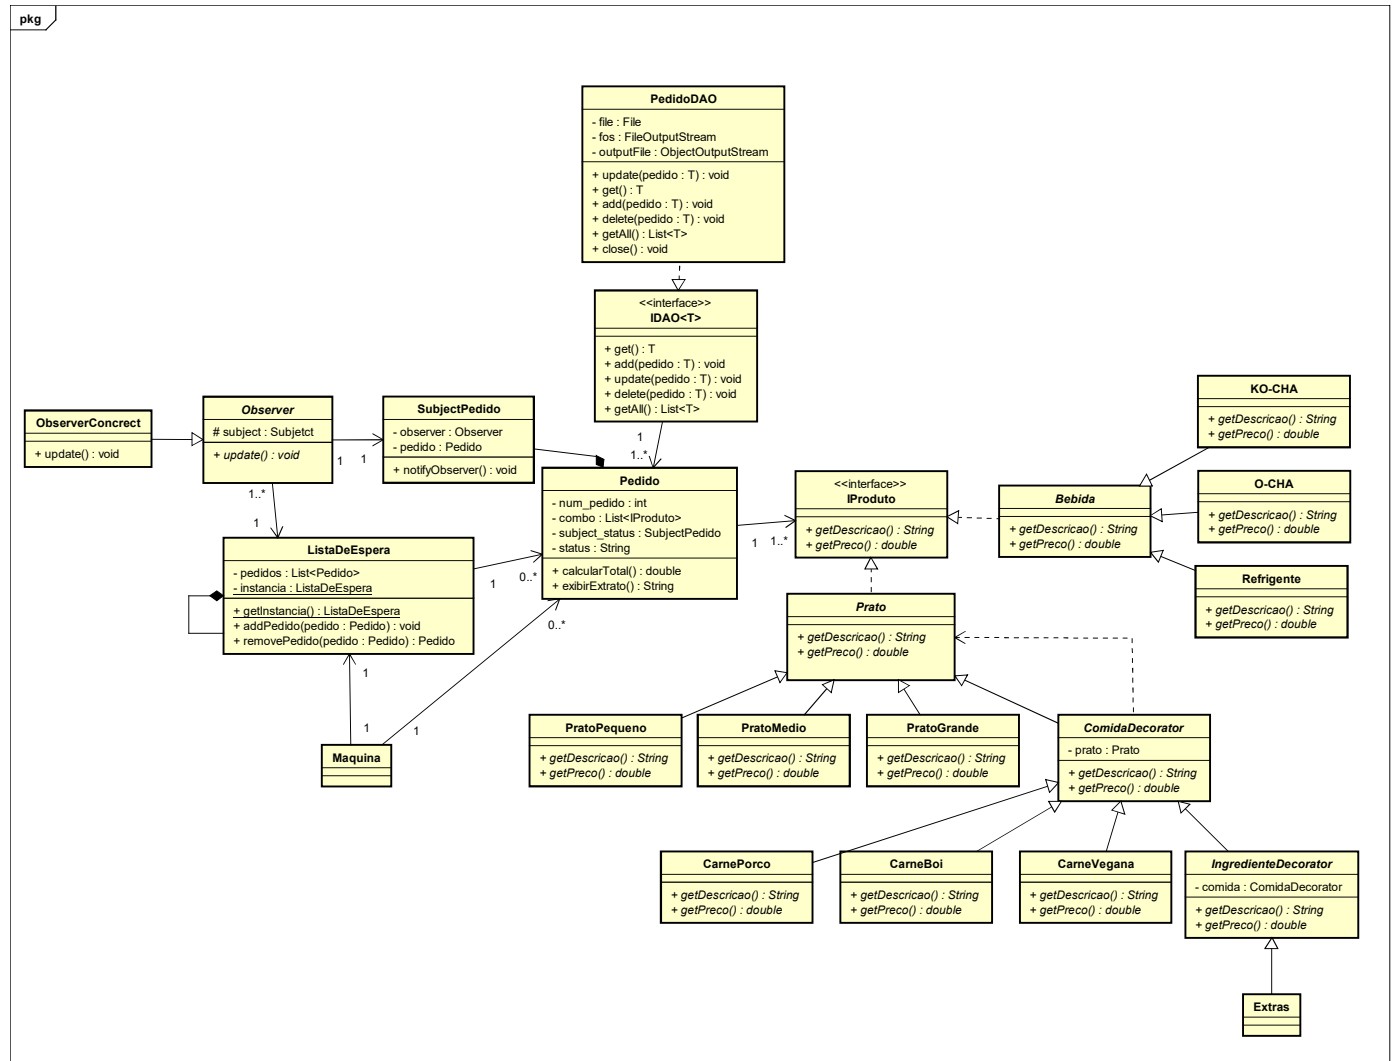 pkg
PedidoDAO
- file : File
- fos : FileOutputStream
- outputFile : ObjectOutputStream
+ update(pedido : T) : void
+ get() : T
+ add(pedido : T) : void
+ delete(pedido : T) : void
+ getAll() : List<T>
+ close() : void
<<interface>>
IDAO<T>
+ get() : T
+ add(pedido : T) : void
+ update(pedido : T) : void
+ delete(pedido : T) : void
+ getAll() : List<T>
1
1..*
ObserverConcrect
+ update() : void
Observer
# subject : Subjetct
+ update() : void
1
1
1..*
1
SubjectPedido
- observer : Observer
- pedido : Pedido
+ notifyObserver() : void
Pedido
- num_pedido : int
- combo : List<IProduto>
- subject_status : SubjectPedido
- status : String
+ calcularTotal() : double
+ exibirExtrato() : String
1
1..*
<<interface>>
IProduto
+ getDescricao() : String
+ getPreco() : double
Bebida
+ getDescricao() : String
+ getPreco() : double
KO-CHA
+ getDescricao() : String
+ getPreco() : double
O-CHA
+ getDescricao() : String
+ getPreco() : double
Refrigente
+ getDescricao() : String
+ getPreco() : double
ListaDeEspera
- pedidos : List<Pedido>
- instancia : ListaDeEspera
+ getInstancia() : ListaDeEspera
+ addPedido(pedido : Pedido) : void
+ removePedido(pedido : Pedido) : Pedido
1
0..*
0..*
1
1
1
Maquina
Prato
+ getDescricao() : String
+ getPreco() : double
PratoPequeno
+ getDescricao() : String
+ getPreco() : double
PratoMedio
+ getDescricao() : String
+ getPreco() : double
PratoGrande
+ getDescricao() : String
+ getPreco() : double
ComidaDecorator
- prato : Prato
+ getDescricao() : String
+ getPreco() : double
CarnePorco
+ getDescricao() : String
+ getPreco() : double
CarneBoi
+ getDescricao() : String
+ getPreco() : double
CarneVegana
+ getDescricao() : String
+ getPreco() : double
IngredienteDecorator
- comida : ComidaDecorator
+ getDescricao() : String
+ getPreco() : double
Extras